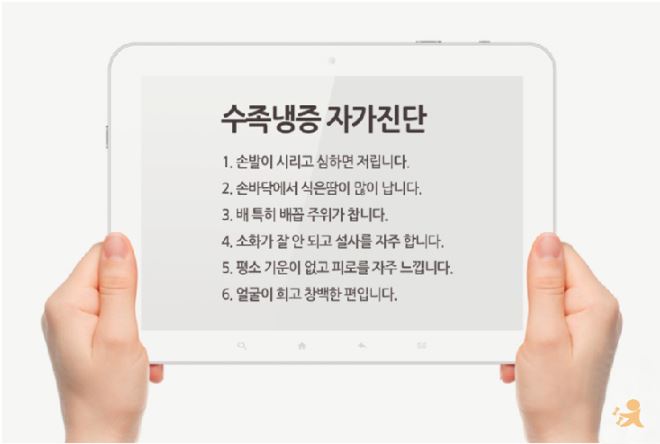 수족냉증 자가진단
1. 손발이 시리고 심하면 저립니다.
2. 손바닥에서 식은땀이 많이 납니다.
3. 배 특히 배꼽 주위가 찹니다.
4. 소화가 잘 안 되고 설사를 자주 합니다.
5. 평소 기운이 없고 피로를 자주 느낍니다.
6. 얼굴이 희고 창백한 편입니다.